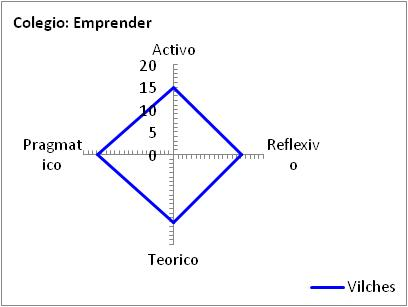 Colegio: Emprender
Activo
20
15
10
5
0
Pragmat
ico
Reflexiv
o
Teorico
Vilches